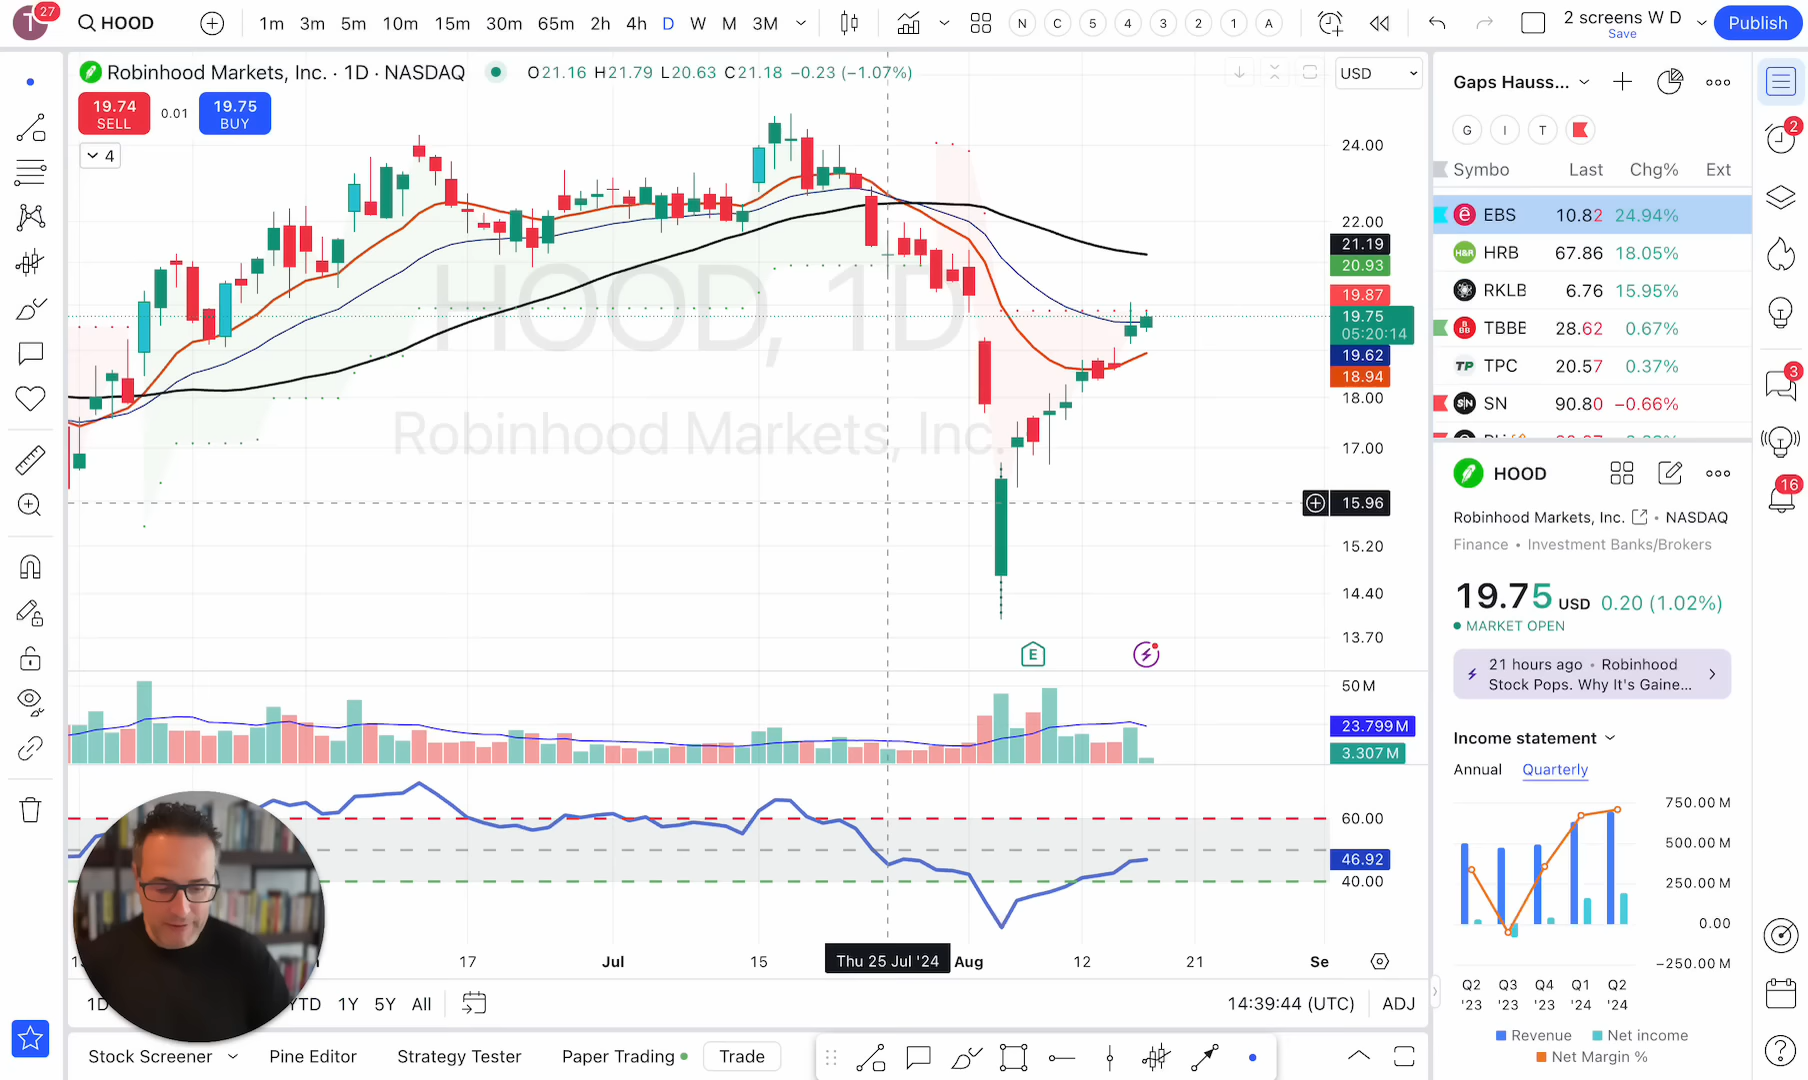 T 27
HOOD
1m 3m 5m 10m 15m 30m 65m 2h 4h D W M 3M
N C 5 4 3 2 1 A
2 screens W D
Save
Publish
Robinhood Markets, Inc. · 1D · NASDAQ
O21.16 H21.79 L20.63 C21.18 −0.23 (−1.07%)
USD
19.74
SELL
0.01
19.75
BUY
4
HOOD, 1D
Robinhood Markets, Inc.
24.00
22.00
21.19
20.93
19.87
19.75
05:20:14
19.62
18.94
18.00
17.00
15.96
15.20
14.40
13.70
E
50M
23.799M
3.307M
60.00
46.92
40.00
17
Jul
15
Thu 25 Jul '24
Aug
12
21
Se
1D
YTD 1Y 5Y All
14:39:44 (UTC)
ADJ
Stock Screener
Pine Editor
Strategy Tester
Paper Trading
Trade
Gaps Hauss...
G I T
Symbo Last Chg% Ext
EBS 10.82 24.94%
HRB 67.86 18.05%
RKLB 6.76 15.95%
TBBB 28.62 0.67%
TPC 20.57 0.37%
SN 90.80 −0.66%
HOOD
Robinhood Markets, Inc. • NASDAQ
Finance • Investment Banks/Brokers
19.75 USD 0.20 (1.02%)
MARKET OPEN
21 hours ago • Robinhood
Stock Pops. Why It's Gaine...
Income statement
Annual Quarterly
750.00 M
500.00 M
250.00 M
0.00
−250.00 M
Q2 Q3 Q4 Q1 Q2
'23 '23 '23 '24 '24
Revenue Net income
Net Margin %
2
3
16